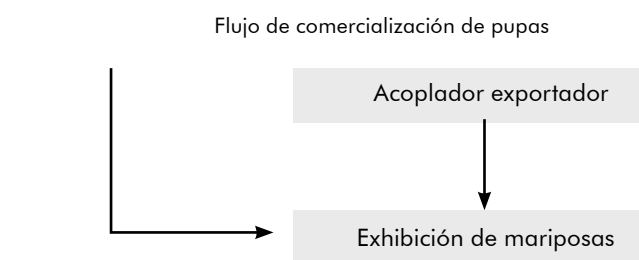 Flujo de comercialización de pupas
Acoplador exportador
Exhibición de mariposas